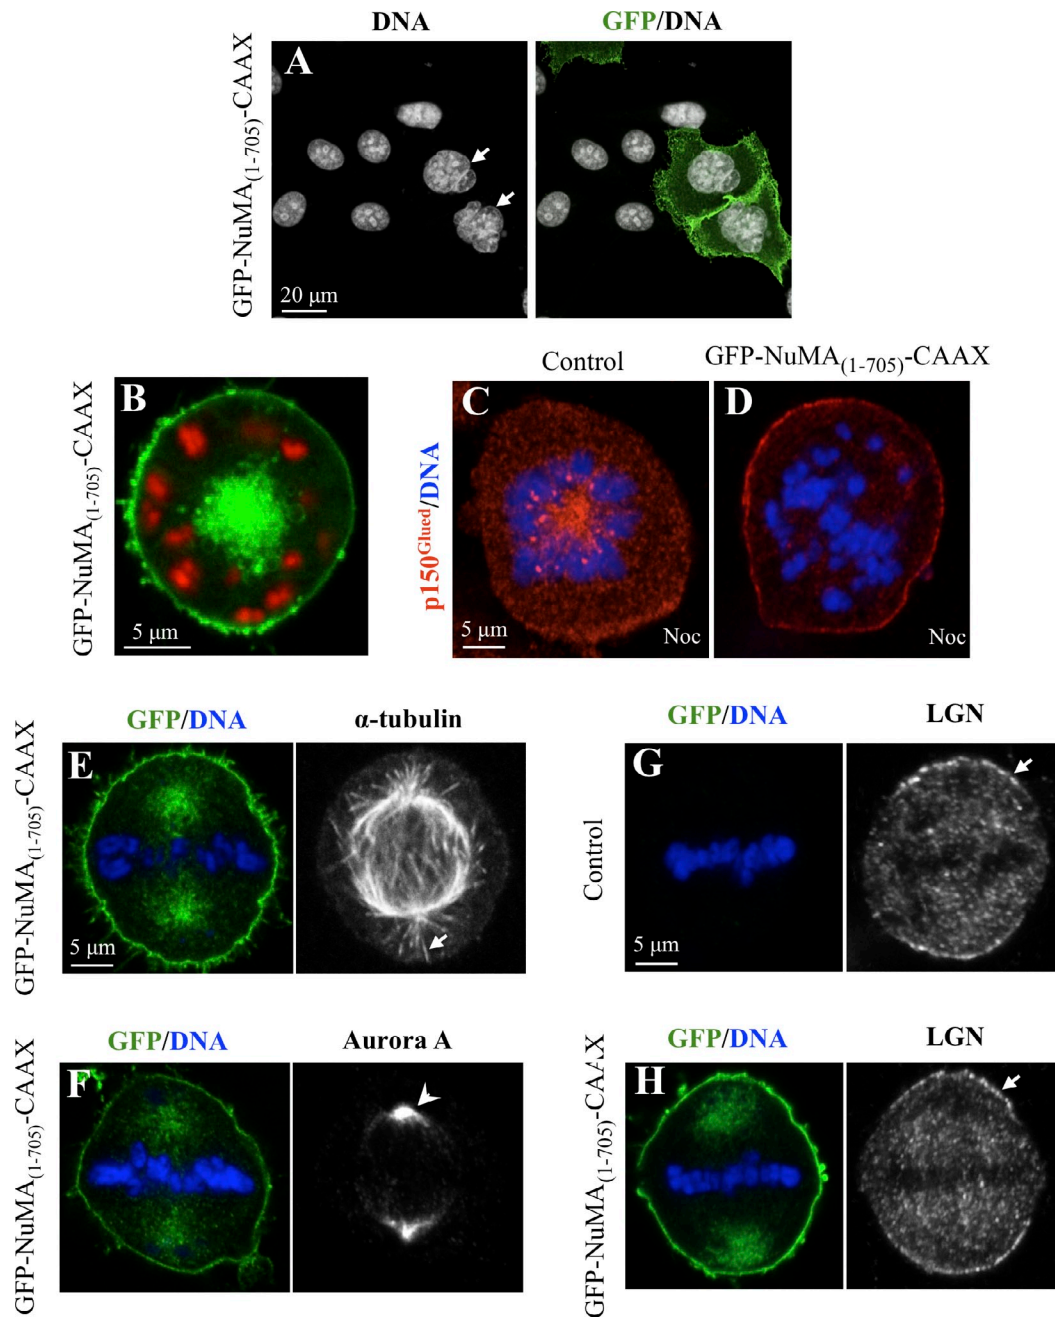 DNA
GFP/DNA
GFP-NuMA(1-705)-CAAX
A
20 µm
GFP-NuMA(1-705)-CAAX
B
5 µm
Control
GFP-NuMA(1-705)-CAAX
p150Glued/DNA
C
5 µm
Noc
D
Noc
GFP/DNA
α-tubulin
GFP-NuMA(1-705)-CAAX
E
5 µm
GFP/DNA
LGN
Control
G
5 µm
GFP/DNA
Aurora A
GFP-NuMA(1-705)-CAAX
F
GFP/DNA
LGN
GFP-NuMA(1-705)-CAAX
H